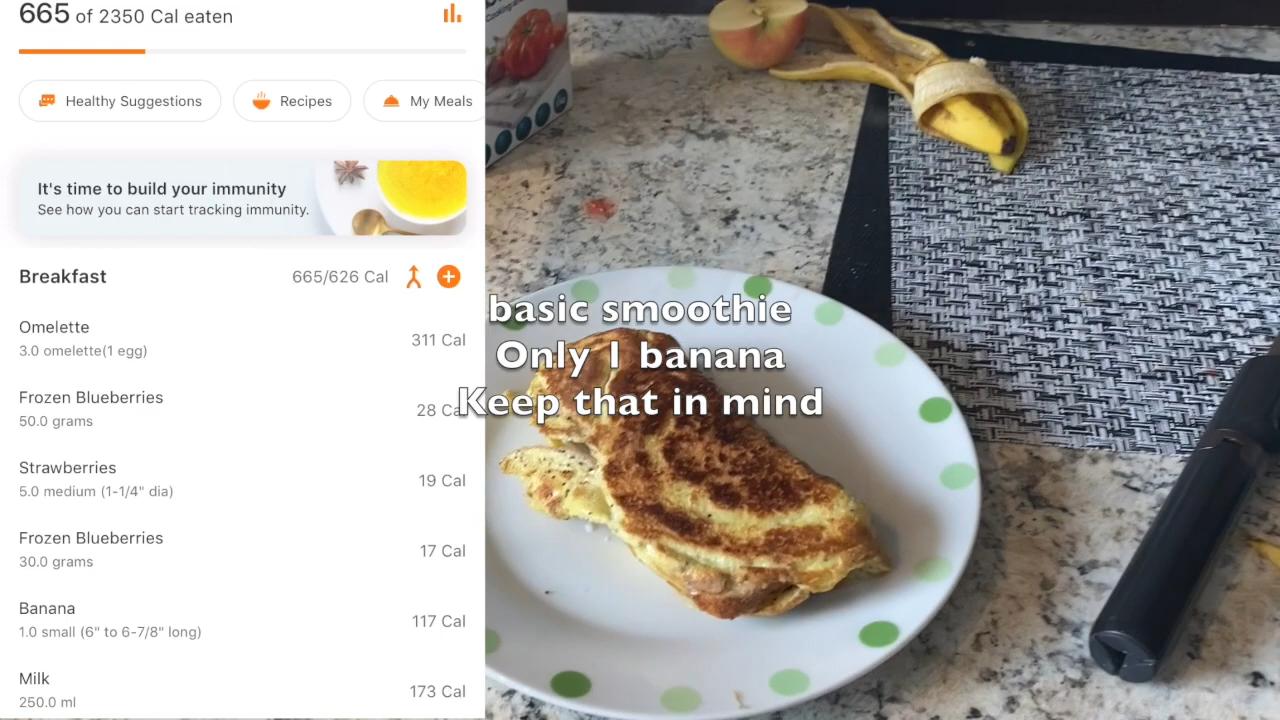 665 of 2350 Cal eaten
Healthy Suggestions
Recipes
My Meals
It's time to build your immunity
See how you can start tracking immunity.
Breakfast
665/626 Cal
Omelette
311 Cal
3.0 omelette(1 egg)
Frozen Blueberries
28 Ca
50.0 grams
Strawberries
19 Cal
5.0 medium (1-1/4" dia)
Frozen Blueberries
17 Cal
30.0 grams
Banana
117 Cal
1.0 small (6" to 6-7/8" long)
Milk
173 Cal
250.0 ml
basic smoothie
Only 1 banana
Keep that in mind